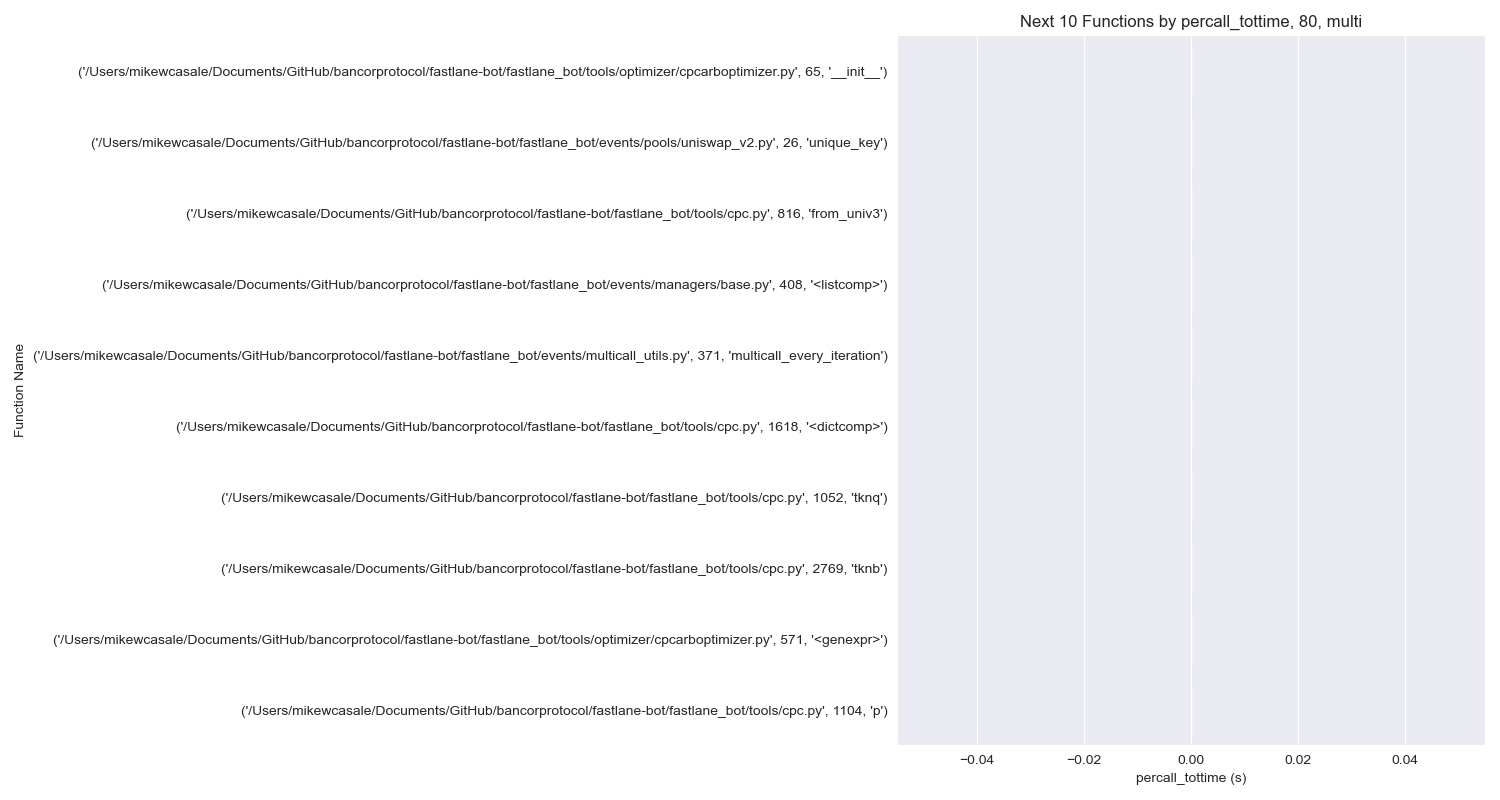 Next 10 Functions by percall_tottime, 80, multi
('/Users/mikewcasale/Documents/GitHub/bancorprotocol/fastlane-bot/fastlane_bot/tools/optimizer/cpcarboptimizer.py', 65, '__init__')
('/Users/mikewcasale/Documents/GitHub/bancorprotocol/fastlane-bot/fastlane_bot/events/pools/uniswap_v2.py', 26, 'unique_key')
('/Users/mikewcasale/Documents/GitHub/bancorprotocol/fastlane-bot/fastlane_bot/tools/cpc.py', 816, 'from_univ3')
('/Users/mikewcasale/Documents/GitHub/bancorprotocol/fastlane-bot/fastlane_bot/events/managers/base.py', 408, '<listcomp>')
Function Name
('/Users/mikewcasale/Documents/GitHub/bancorprotocol/fastlane-bot/fastlane_bot/events/multicall_utils.py', 371, 'multicall_every_iteration')
('/Users/mikewcasale/Documents/GitHub/bancorprotocol/fastlane-bot/fastlane_bot/tools/cpc.py', 1618, '<dictcomp>')
('/Users/mikewcasale/Documents/GitHub/bancorprotocol/fastlane-bot/fastlane_bot/tools/cpc.py', 1052, 'tknq')
('/Users/mikewcasale/Documents/GitHub/bancorprotocol/fastlane-bot/fastlane_bot/tools/cpc.py', 2769, 'tknb')
('/Users/mikewcasale/Documents/GitHub/bancorprotocol/fastlane-bot/fastlane_bot/tools/optimizer/cpcarboptimizer.py', 571, '<genexpr>')
('/Users/mikewcasale/Documents/GitHub/bancorprotocol/fastlane-bot/fastlane_bot/tools/cpc.py', 1104, 'p')
−0.04 −0.02 0.00 0.02 0.04
percall_tottime (s)